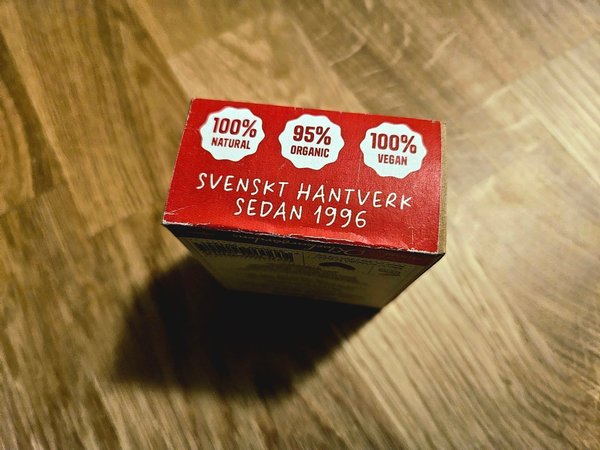 100%
NATURAL
95%
ORGANIC
100%
VEGAN
SVENSKT HANTVERK
SEDAN 1996